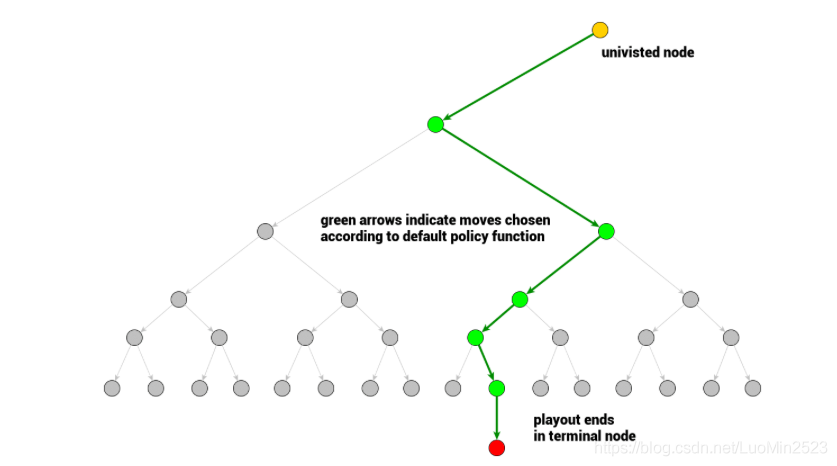 univisted node
green arrows indicate moves chosen
according to default policy function
playout ends
in terminal node
https://blog.csdn.net/LuoMin2523